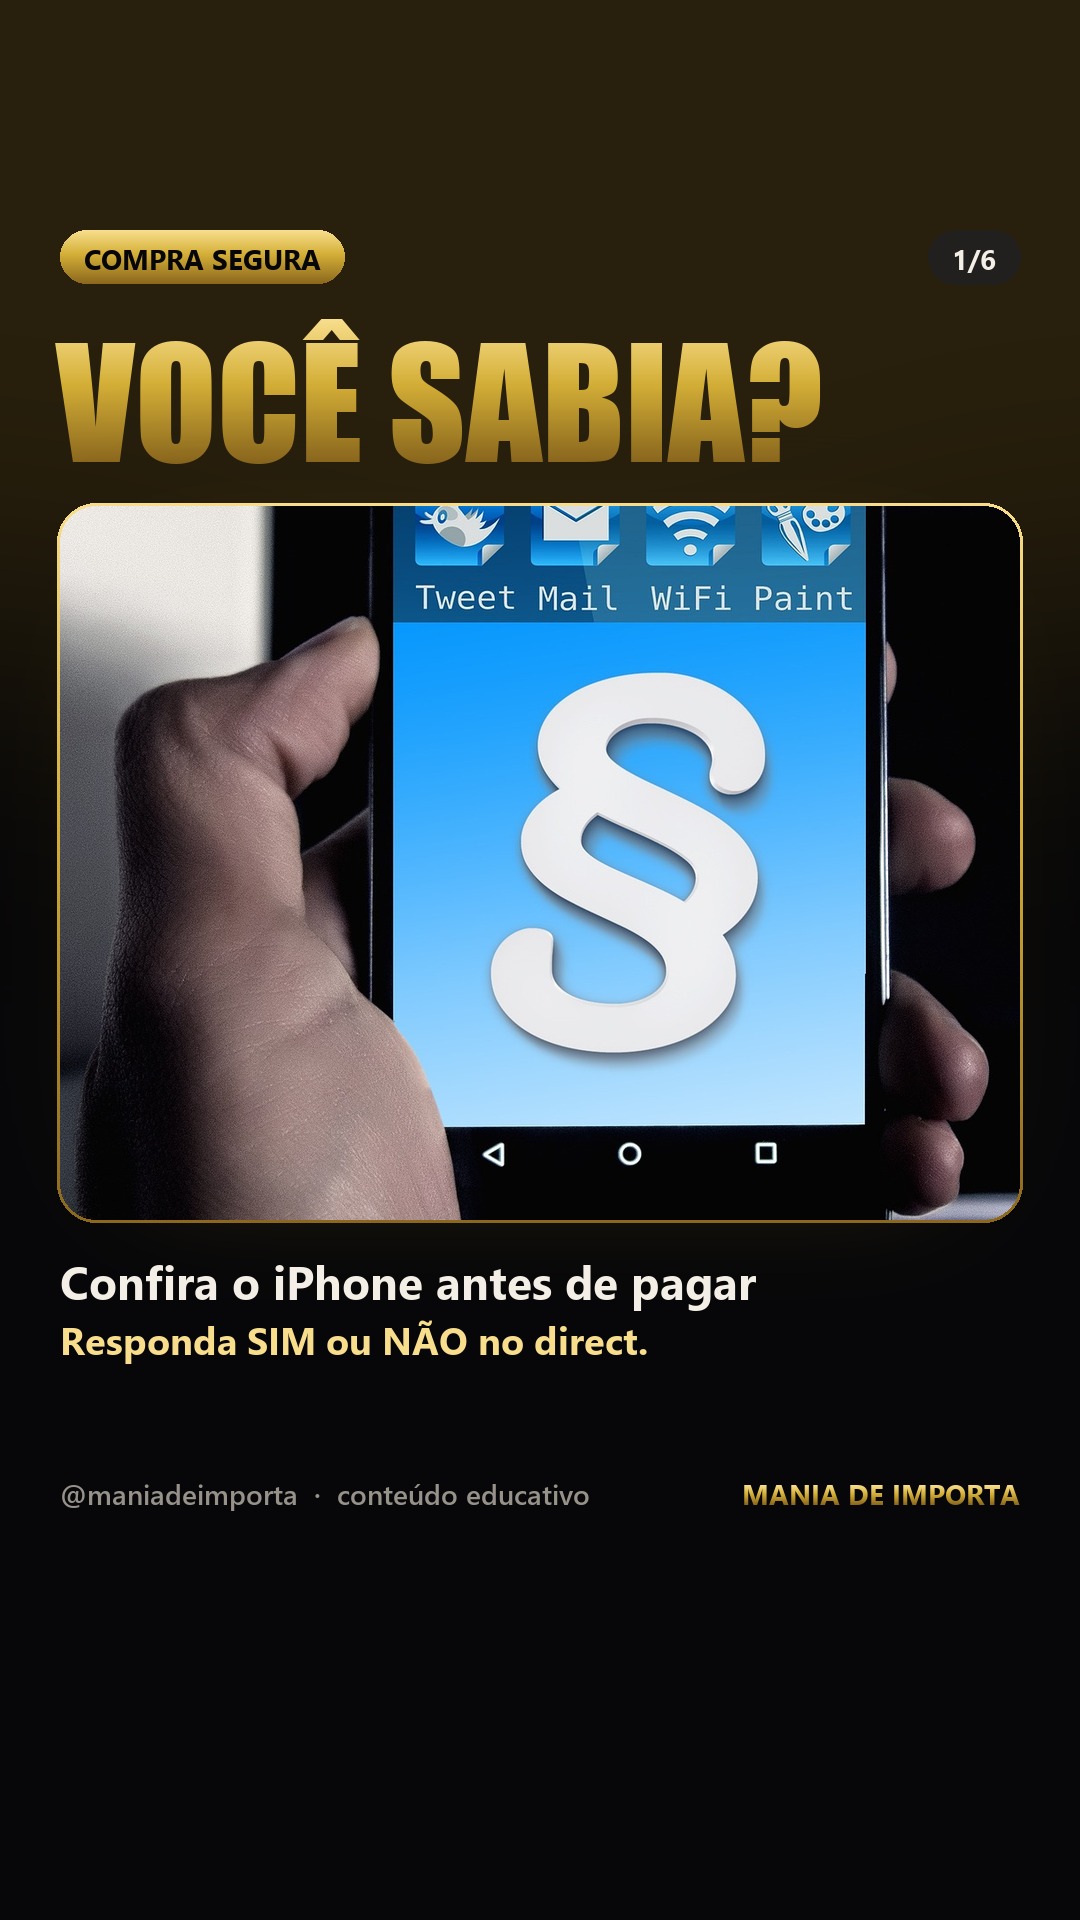 COMPRA SEGURA
1/6
VOCÊ SABIA?
Tweet Mail WiFi Paint
§
Confira o iPhone antes de pagar
Responda SIM ou NÃO no direct.
@maniadeimporta · conteúdo educativo
MANIA DE IMPORTA